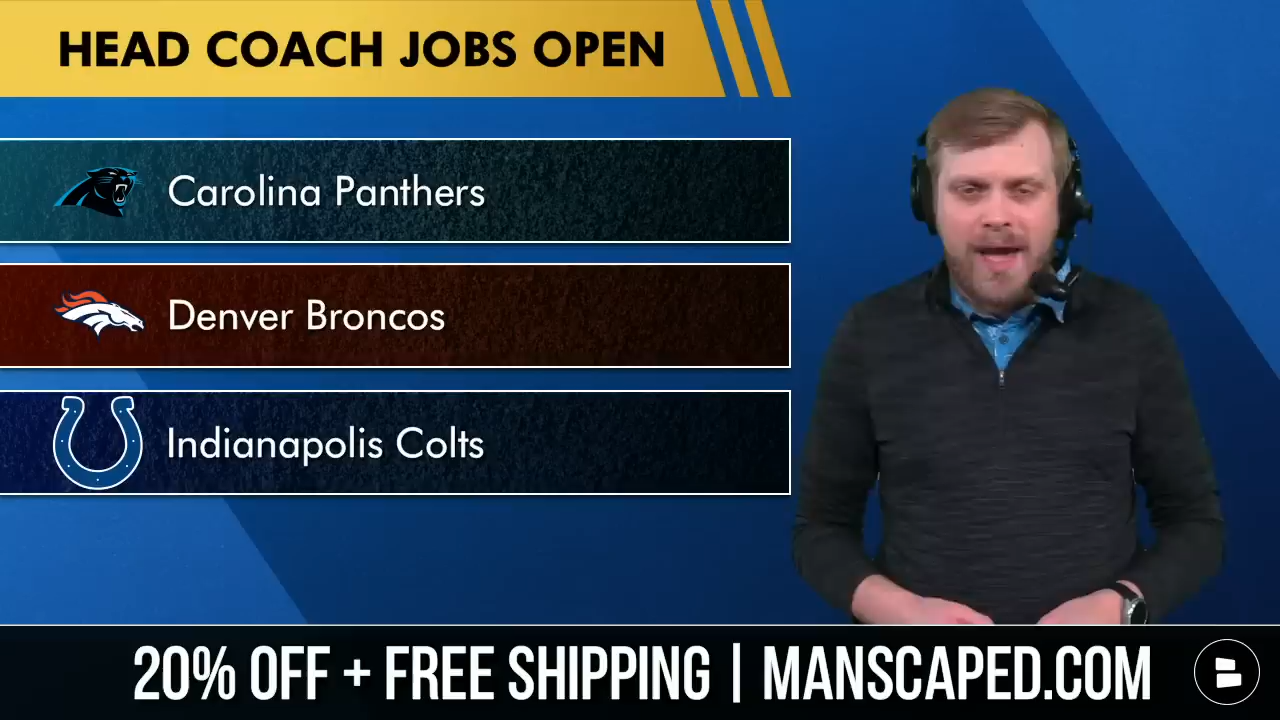 HEAD COACH JOBS OPEN
Carolina Panthers
Denver Broncos
Indianapolis Colts
20% OFF + FREE SHIPPING | MANSCAPED.COM